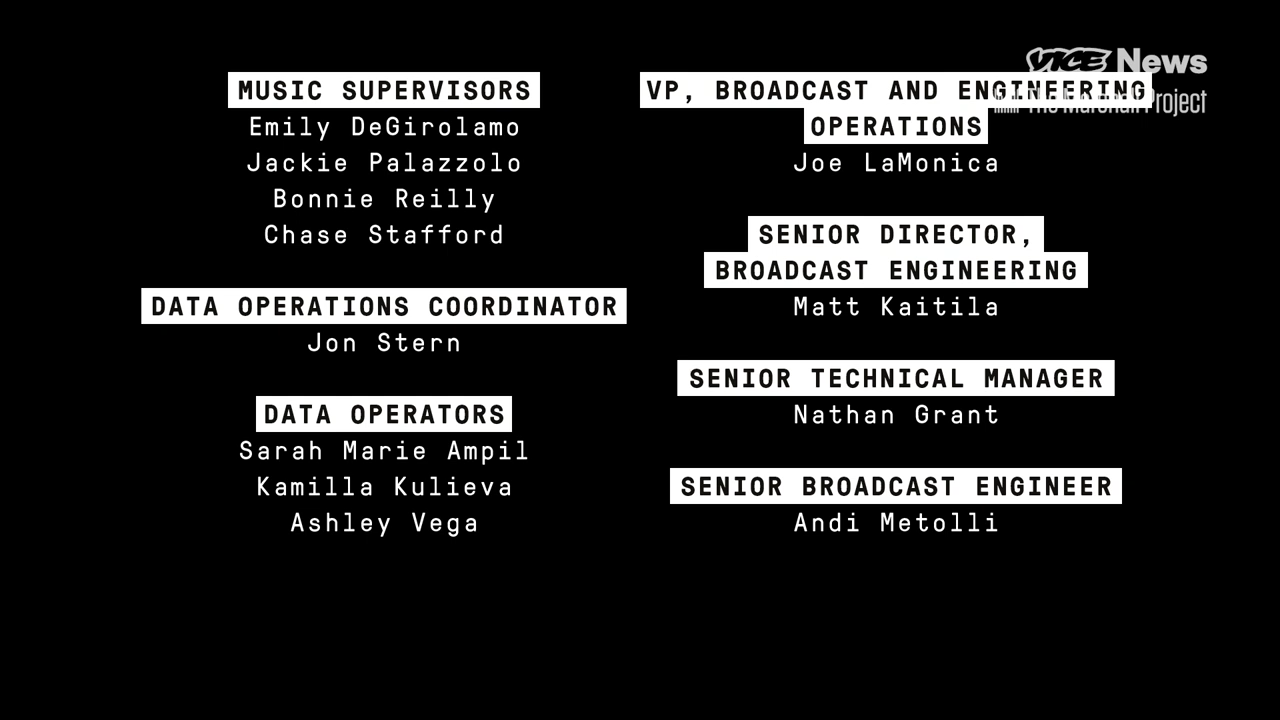 MUSIC SUPERVISORS
Emily DeGirolamo
Jackie Palazzolo
Bonnie Reilly
Chase Stafford
DATA OPERATIONS COORDINATOR
Jon Stern
DATA OPERATORS
Sarah Marie Ampil
Kamilla Kulieva
Ashley Vega
VICE News
The Marshall Project
VP, BROADCAST AND ENGINEERING
OPERATIONS
Joe LaMonica
SENIOR DIRECTOR,
BROADCAST ENGINEERING
Matt Kaitila
SENIOR TECHNICAL MANAGER
Nathan Grant
SENIOR BROADCAST ENGINEER
Andi Metolli